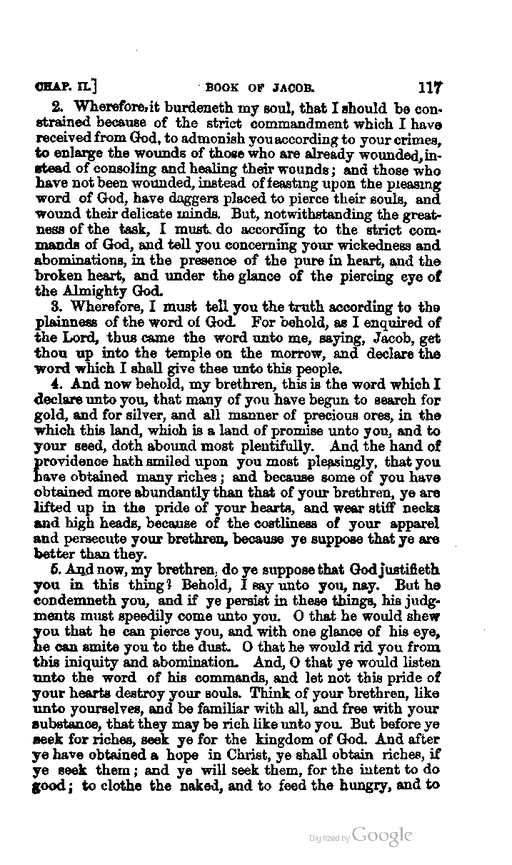 CHAP. II.] BOOK OF JACOB. 117
2. Wherefore, it burdeneth my soul, that I should be con-
strained because of the strict commandment which I have
received from God, to admonish you according to your crimes,
to enlarge the wounds of those who are already wounded, in-
stead of consoling and healing their wounds; and those who
have not been wounded, instead of feasting upon the pleasing
word of God, have daggers placed to pierce their souls, and
wound their delicate minds. But, notwithstanding the great-
ness of the task, I must do according to the strict com-
mands of God, and tell you concerning your wickedness and
abominations, in the presence of the pure in heart, and the
broken heart, and under the glance of the piercing eye of
the Almighty God.
3. Wherefore, I must tell you the truth according to the
plainness of the word of God. For behold, as I enquired of
the Lord, thus came the word unto me, saying, Jacob, get
thou up into the temple on the morrow, and declare the
word which I shall give thee unto this people.
4. And now behold, my brethren, this is the word which I
declare unto you, that many of you have begun to search for
gold, and for silver, and all manner of precious ores, in the
which this land, which is a land of promise unto you, and to
your seed, doth abound most plentifully. And the hand of
providence hath smiled upon you most pleasingly, that you
have obtained many riches; and because some of you have
obtained more abundantly than that of your brethren, ye are
lifted up in the pride of your hearts, and wear stiff necks
and high heads, because of the costliness of your apparel
and persecute your brethren, because ye suppose that ye are
better than they.
5. And now, my brethren, do ye suppose that God justifieth
you in this thing? Behold, I say unto you, nay. But he
condemneth you, and if ye persist in these things, his judg-
ments must speedily come unto you. O that he would shew
you that he can pierce you, and with one glance of his eye,
he can smite you to the dust. O that he would rid you from
this iniquity and abomination. And, O that ye would listen
unto the word of his commands, and let not this pride of
your hearts destroy your souls. Think of your brethren, like
unto yourselves, and be familiar with all, and free with your
substance, that they may be rich like unto you. But before ye
seek for riches, seek ye for the kingdom of God. And after
ye have obtained a hope in Christ, ye shall obtain riches, if
ye seek them; and ye will seek them, for the intent to do
good; to clothe the naked, and to feed the hungry, and to
Digitized by Google